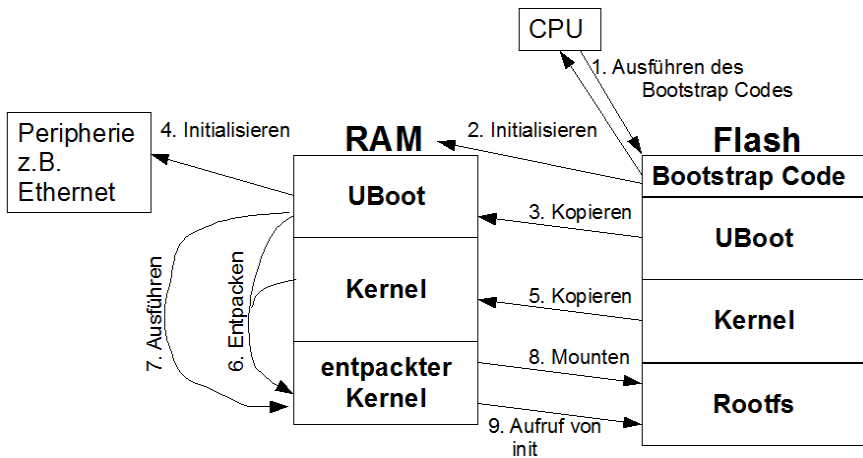 CPU
1. Ausführen des
Bootstrap Codes
Peripherie
z.B.
Ethernet
4. Initialisieren
RAM
2. Initialisieren
Flash
UBoot
Bootstrap Code
3. Kopieren
UBoot
7. Ausführen
6. Entpacken
Kernel
5. Kopieren
Kernel
entpackter
Kernel
8. Mounten
Rootfs
9. Aufruf von
init